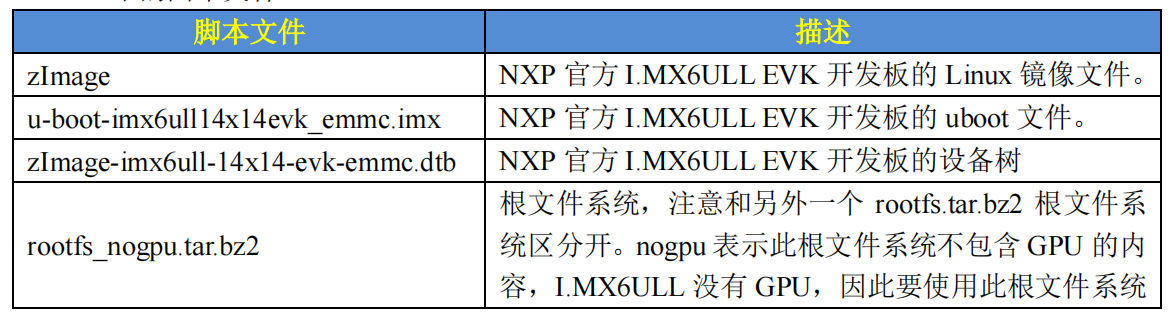 脚本文件 描述
zImage NXP 官方 I.MX6ULL EVK 开发板的 Linux 镜像文件。
u-boot-imx6ull14x14evk_emmc.imx NXP 官方 I.MX6ULL EVK 开发板的 uboot 文件。
zImage-imx6ull-14x14-evk-emmc.dtb NXP 官方 I.MX6ULL EVK 开发板的设备树
根文件系统，注意和另外一个 rootfs.tar.bz2 根文件系
rootfs_nogpu.tar.bz2 统区分开。nogpu 表示此根文件系统不包含 GPU 的内
容，I.MX6ULL 没有 GPU，因此要使用此根文件系统